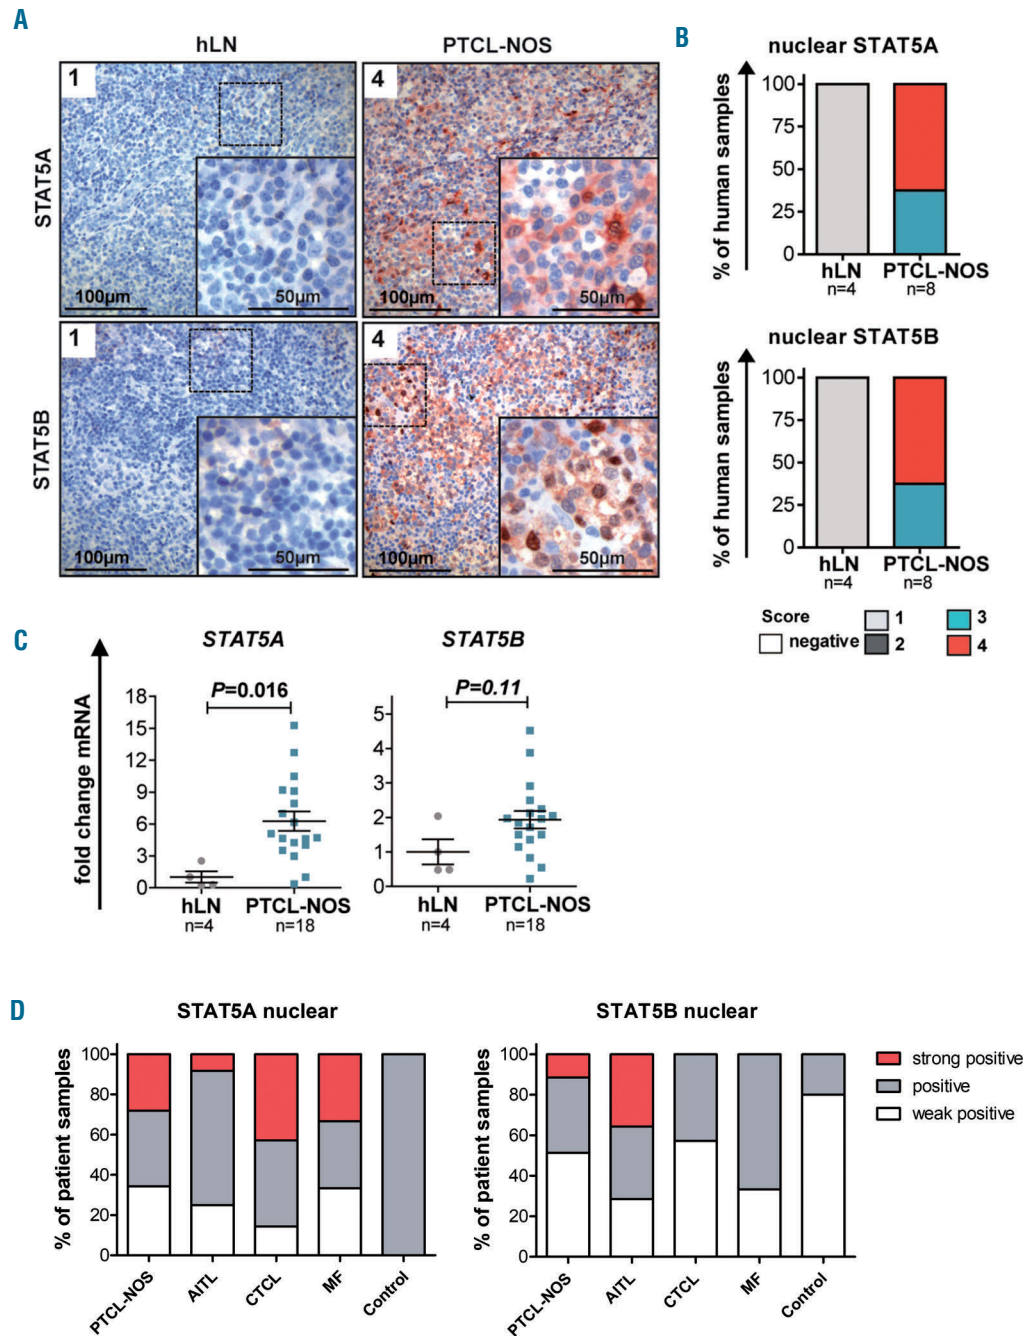 A
hLN
PTCL-NOS
STAT5A
1
100µm
50µm
4
100µm
50µm
STAT5B
1
100µm
50µm
4
100µm
50µm
B
nuclear STAT5A
% of human samples
100
75
50
25
0
hLN
PTCL-NOS
n=4
n=8
nuclear STAT5B
% of human samples
100
75
50
25
0
hLN
PTCL-NOS
n=4
n=8
Score
negative
1
2
3
4
C
fold change mRNA
STAT5A
P=0.016
18
15
12
9
6
3
0
hLN
PTCL-NOS
n=4
n=18
STAT5B
P=0.11
5
4
3
2
1
0
hLN
PTCL-NOS
n=4
n=18
D
STAT5A nuclear
% of patient samples
100
80
60
40
20
0
PTCL-NOS
AITL
CTCL
MF
Control
STAT5B nuclear
% of patient samples
100
80
60
40
20
0
PTCL-NOS
AITL
CTCL
MF
Control
strong positive
positive
weak positive